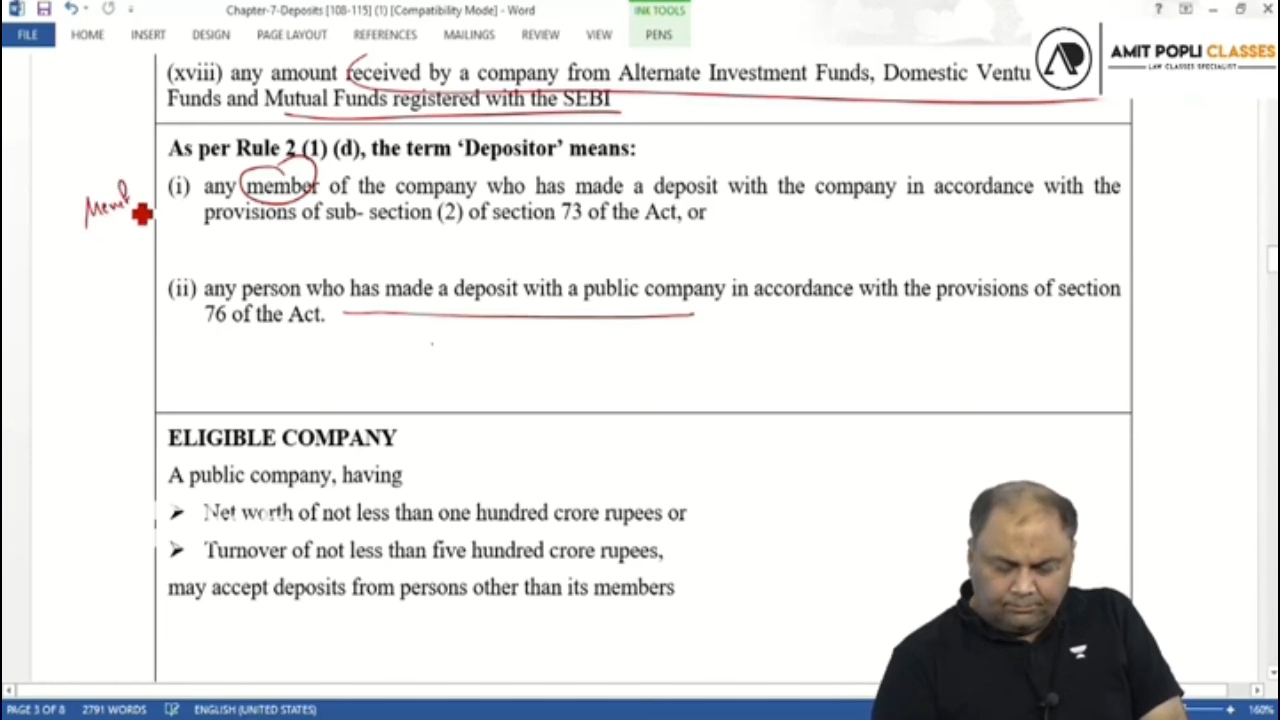 Chapter-7-Deposits [108-115] (1) [Compatibility Mode] - Word
INK TOOLS
FILE HOME INSERT DESIGN PAGE LAYOUT REFERENCES MAILINGS REVIEW VIEW PENS
AMIT POPLI CLASSES
LAW CLASSES SPECIALIST
(xviii) any amount received by a company from Alternate Investment Funds, Domestic Ventu
Funds and Mutual Funds registered with the SEBI
As per Rule 2 (1) (d), the term ‘Depositor’ means:
(i) any member of the company who has made a deposit with the company in accordance with the
provisions of sub- section (2) of section 73 of the Act, or
(ii) any person who has made a deposit with a public company in accordance with the provisions of section
76 of the Act.
ELIGIBLE COMPANY
A public company, having
➢ Net worth of not less than one hundred crore rupees or
➢ Turnover of not less than five hundred crore rupees,
may accept deposits from persons other than its members
PAGE 3 OF 8 2791 WORDS ENGLISH (UNITED STATES) 160%